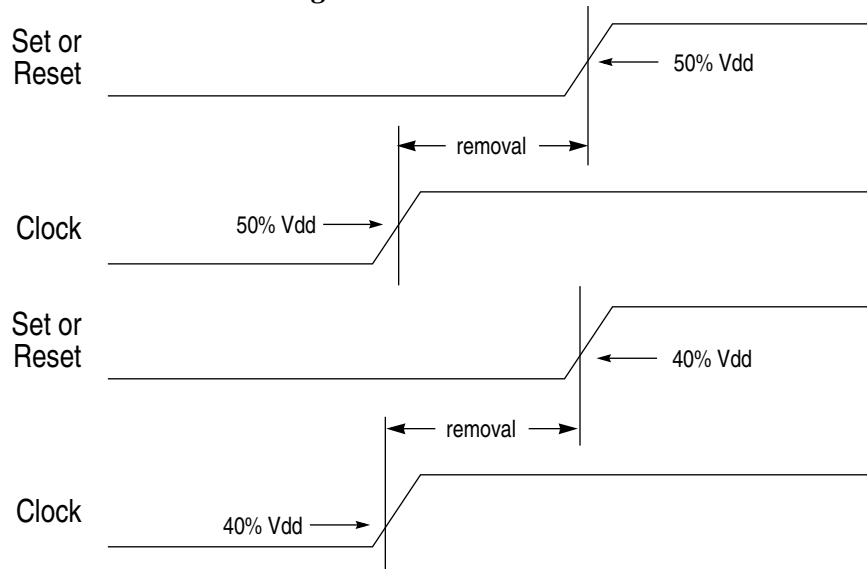 Set or
Reset
50% Vdd
removal
Clock
50% Vdd
Set or
Reset
40% Vdd
removal
Clock
40% Vdd